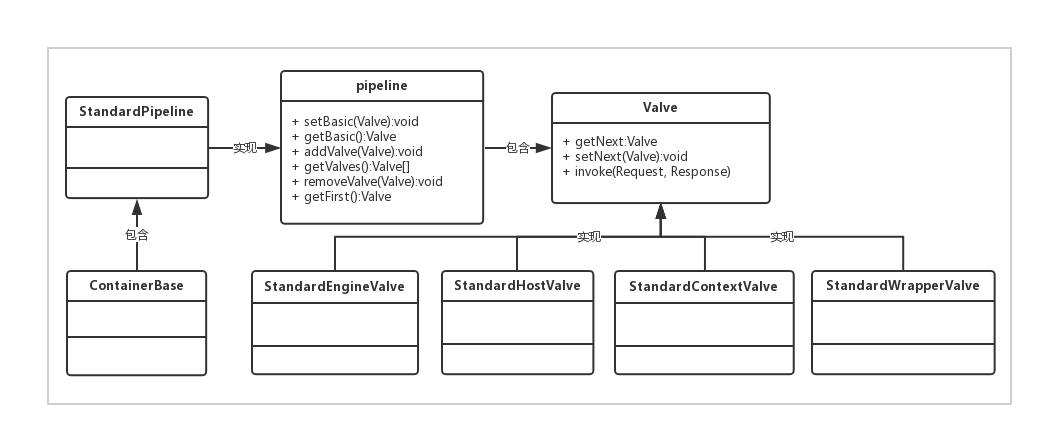 StandardPipeline
实现
pipeline
+ setBasic(Valve):void
+ getBasic():Valve
+ addValve(Valve):void
+ getValves():Valve[]
+ removeValve(Valve):void
+ getFirst():Valve
包含
Valve
+ getNext:Valve
+ setNext(Valve):void
+ invoke(Request, Response)
包含
实现
实现
ContainerBase
StandardEngineValve
StandardHostValve
StandardContextValve
StandardWrapperValve